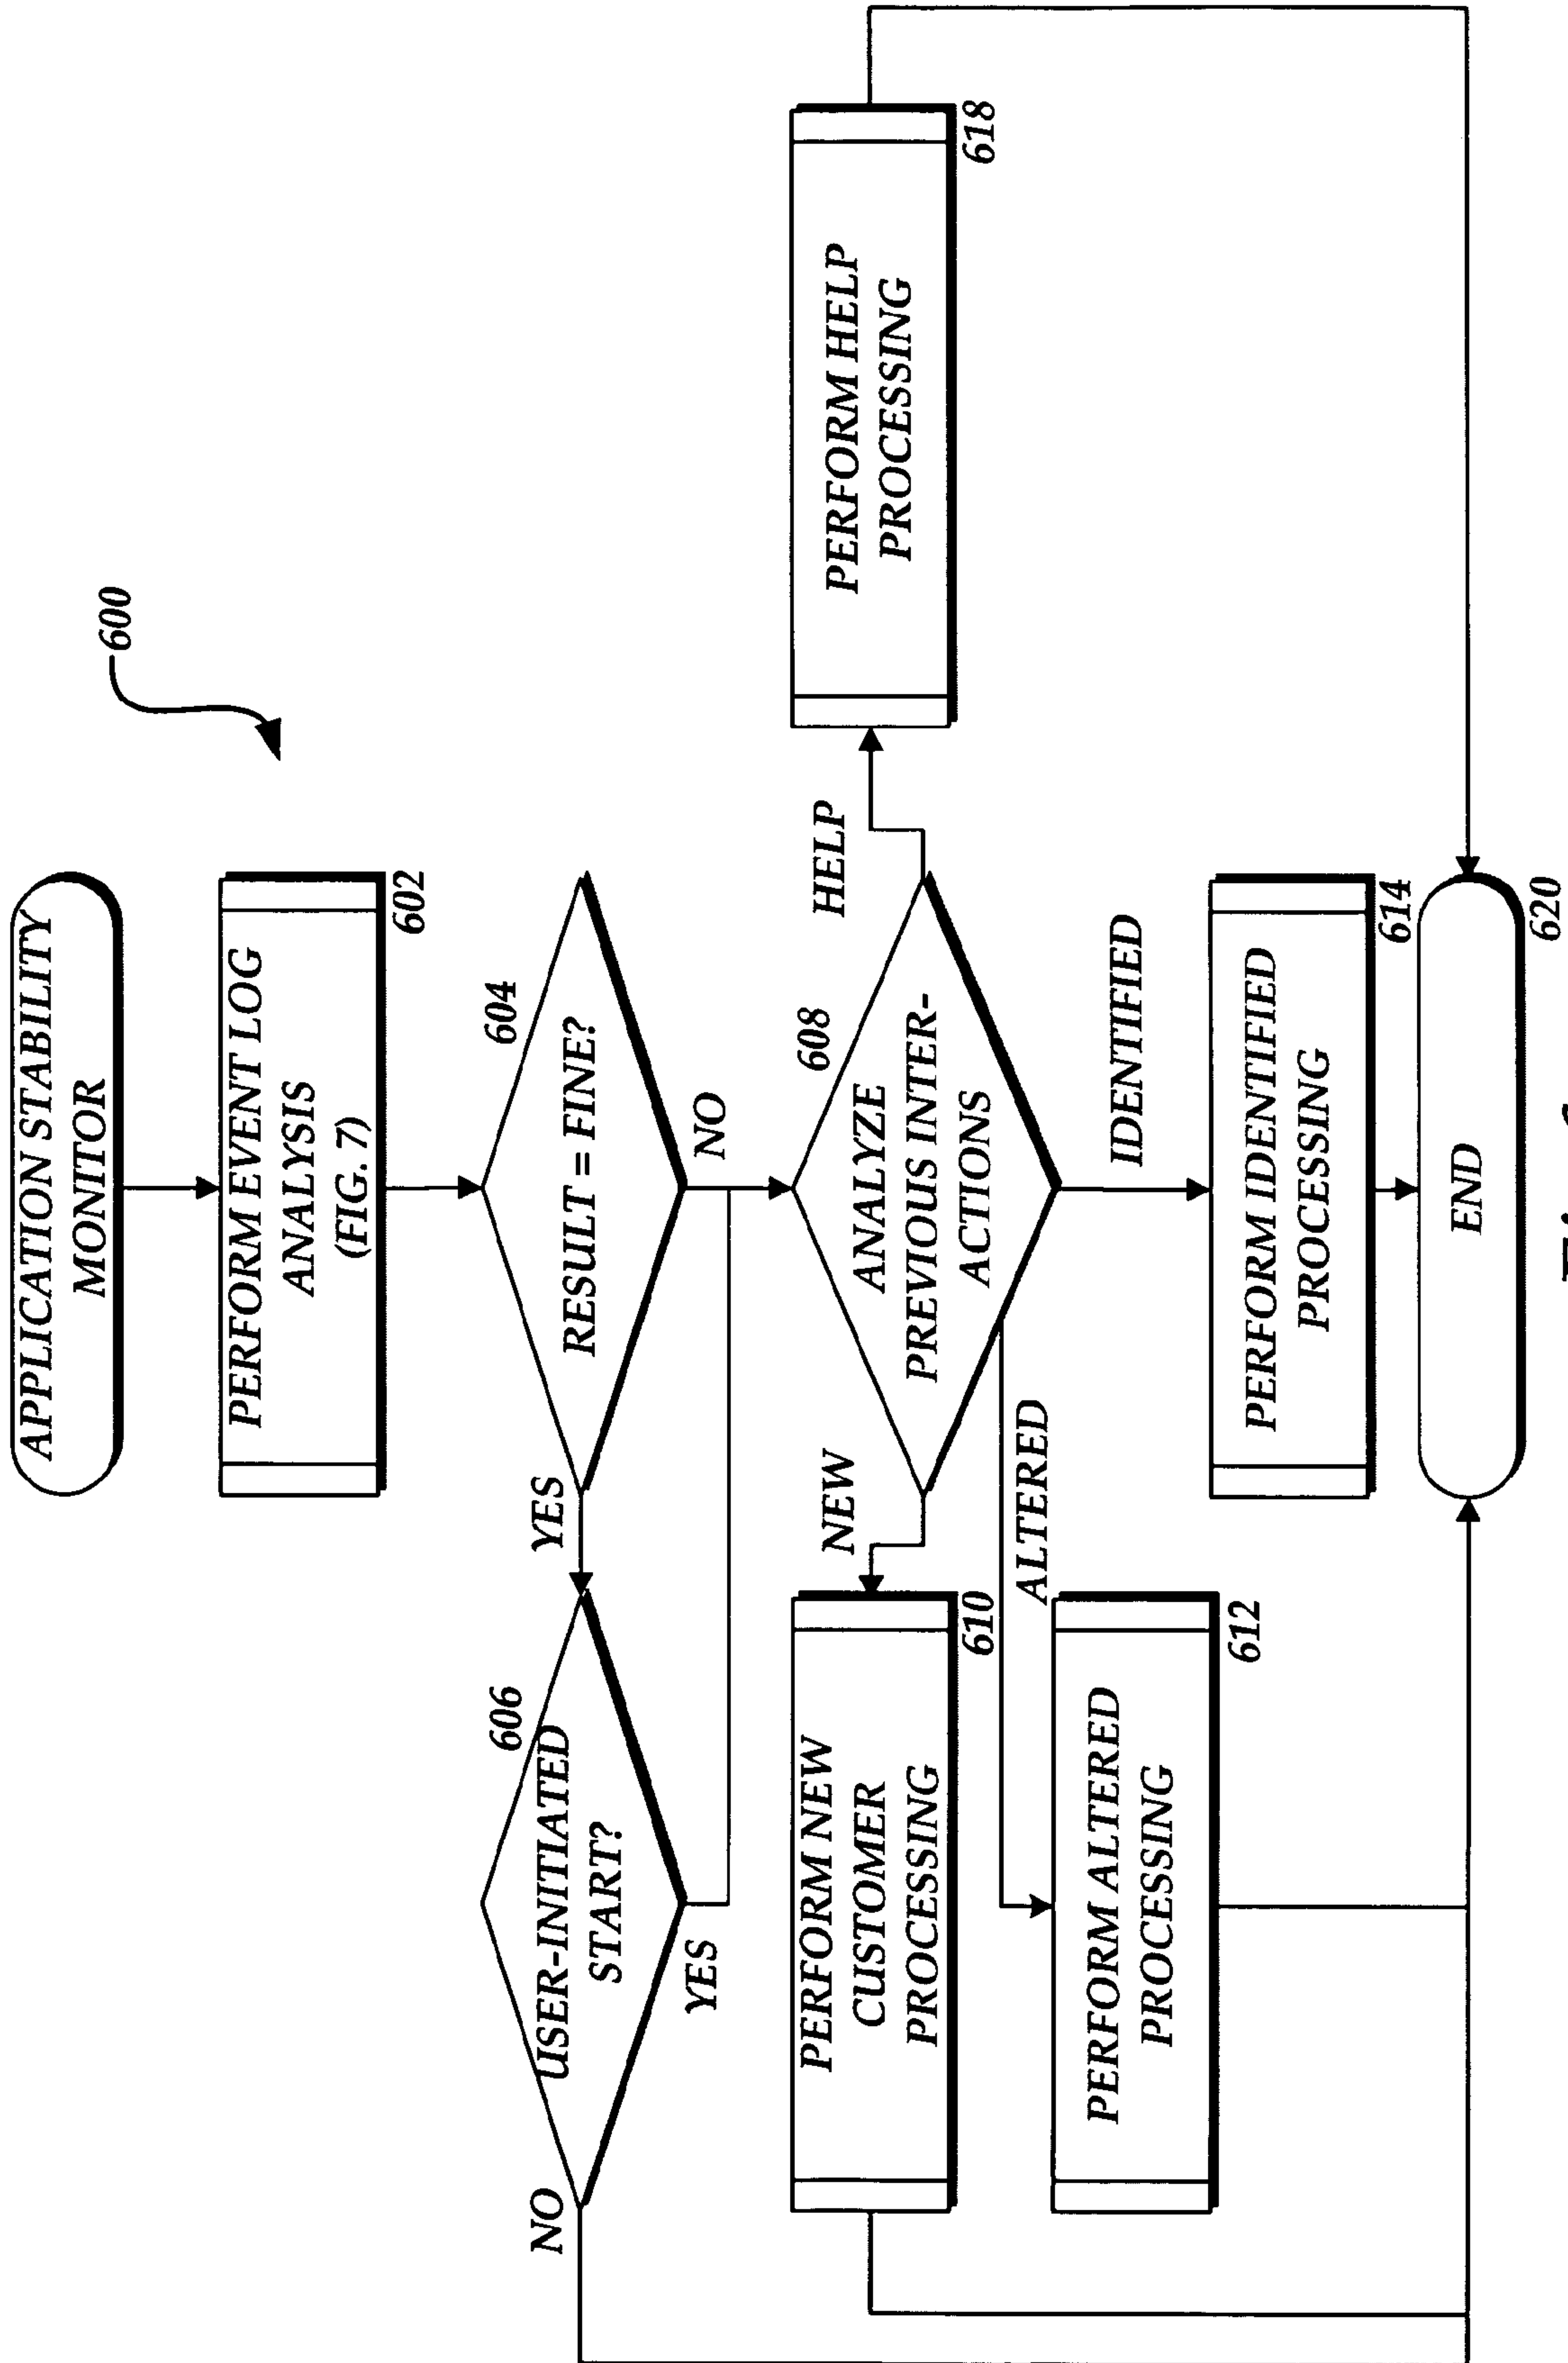 600
APPLICATION STABILITY
MONITOR
PERFORM EVENT LOG
ANALYSIS
(FIG. 7)
602
604
RESULT = FINE?
YES
NO
606
USER-INITIATED
START?
NO
YES
608
ANALYZE
PREVIOUS INTER-
ACTIONS
NEW
HELP
ALTERED
IDENTIFIED
PERFORM NEW
CUSTOMER
PROCESSING
610
PERFORM HELP
PROCESSING
618
PERFORM ALTERED
PROCESSING
612
PERFORM IDENTIFIED
PROCESSING
614
END
620